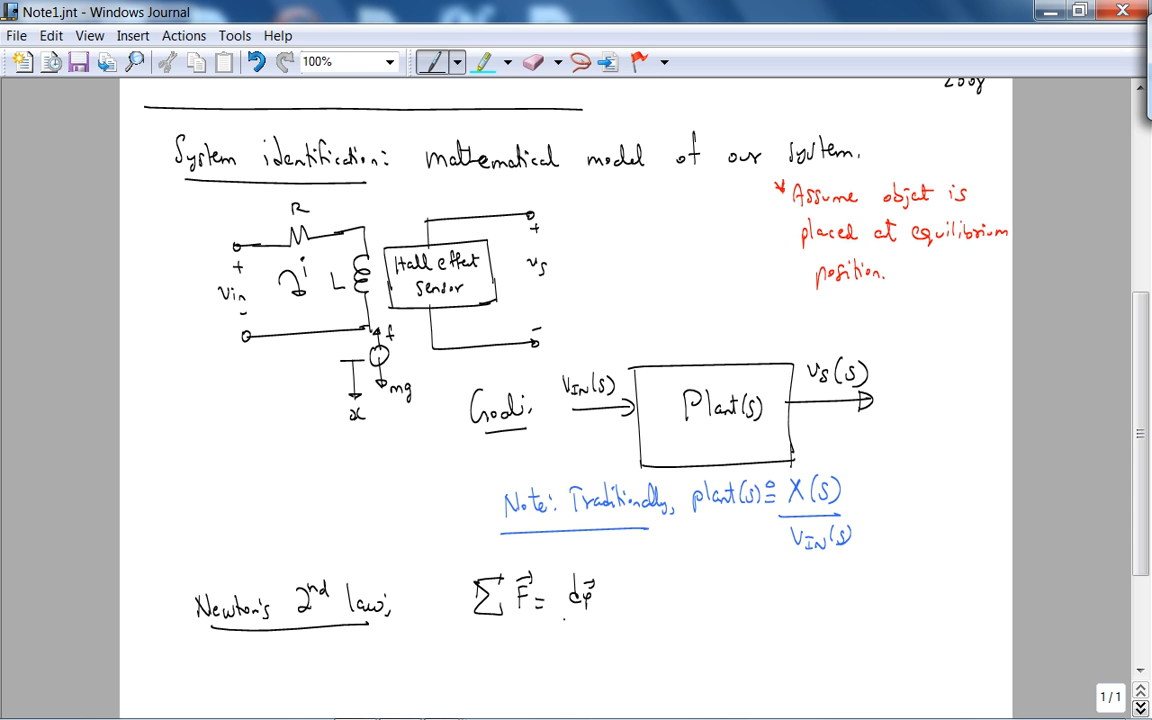 Note1.jnt - Windows Journal
File Edit View Insert Actions Tools Help
100%
2008
System identification: mathematical model of our system.
* Assume object is
placed at equilibrium
position.
R
+
Vin
-
i
L
Hall effect
sensor
+
vs
-
f
mg
x
Goal:
VIN(s)
Plant(s)
Vs(s)
Note: Traditionally, plant(s) = X(s)
VIN(s)
Newton's 2nd law:
∑ F⃗ = dp⃗
1 / 1